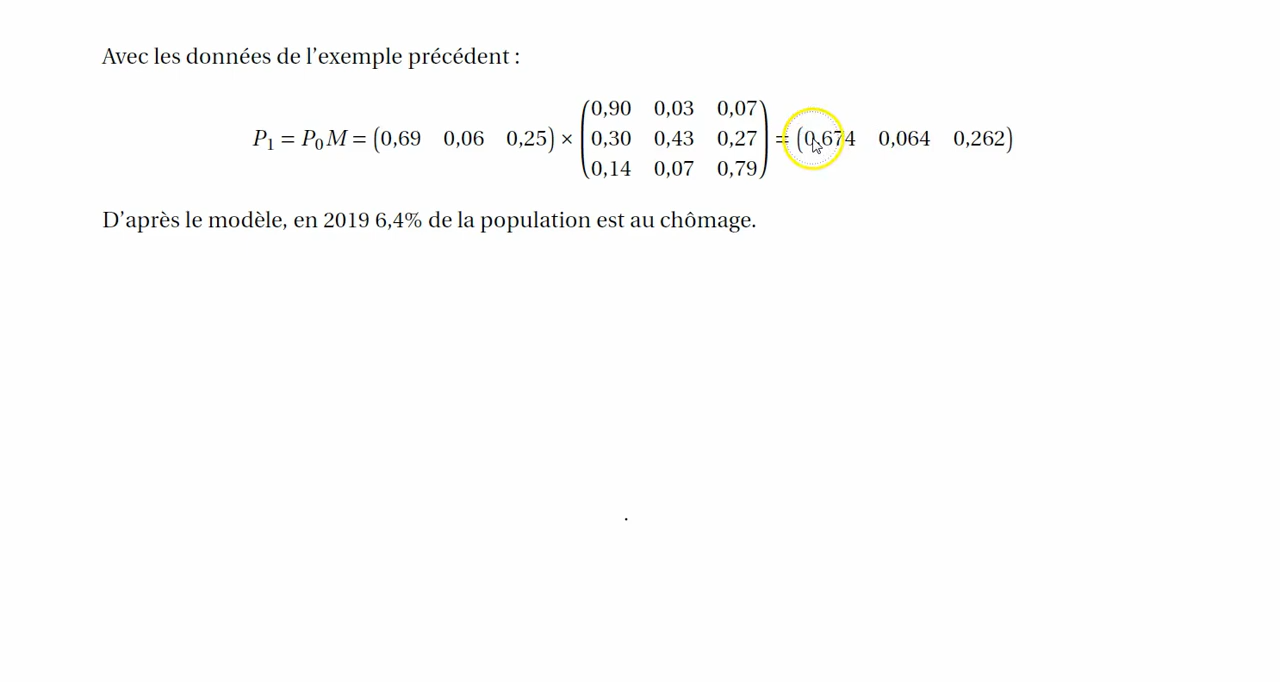 Avec les données de l'exemple précédent :
P₁ = P₀M = (0,69 0,06 0,25) × (0,90 0,03 0,07
0,30 0,43 0,27
0,14 0,07 0,79) = (0,674 0,064 0,262)
D'après le modèle, en 2019 6,4% de la population est au chômage.
.